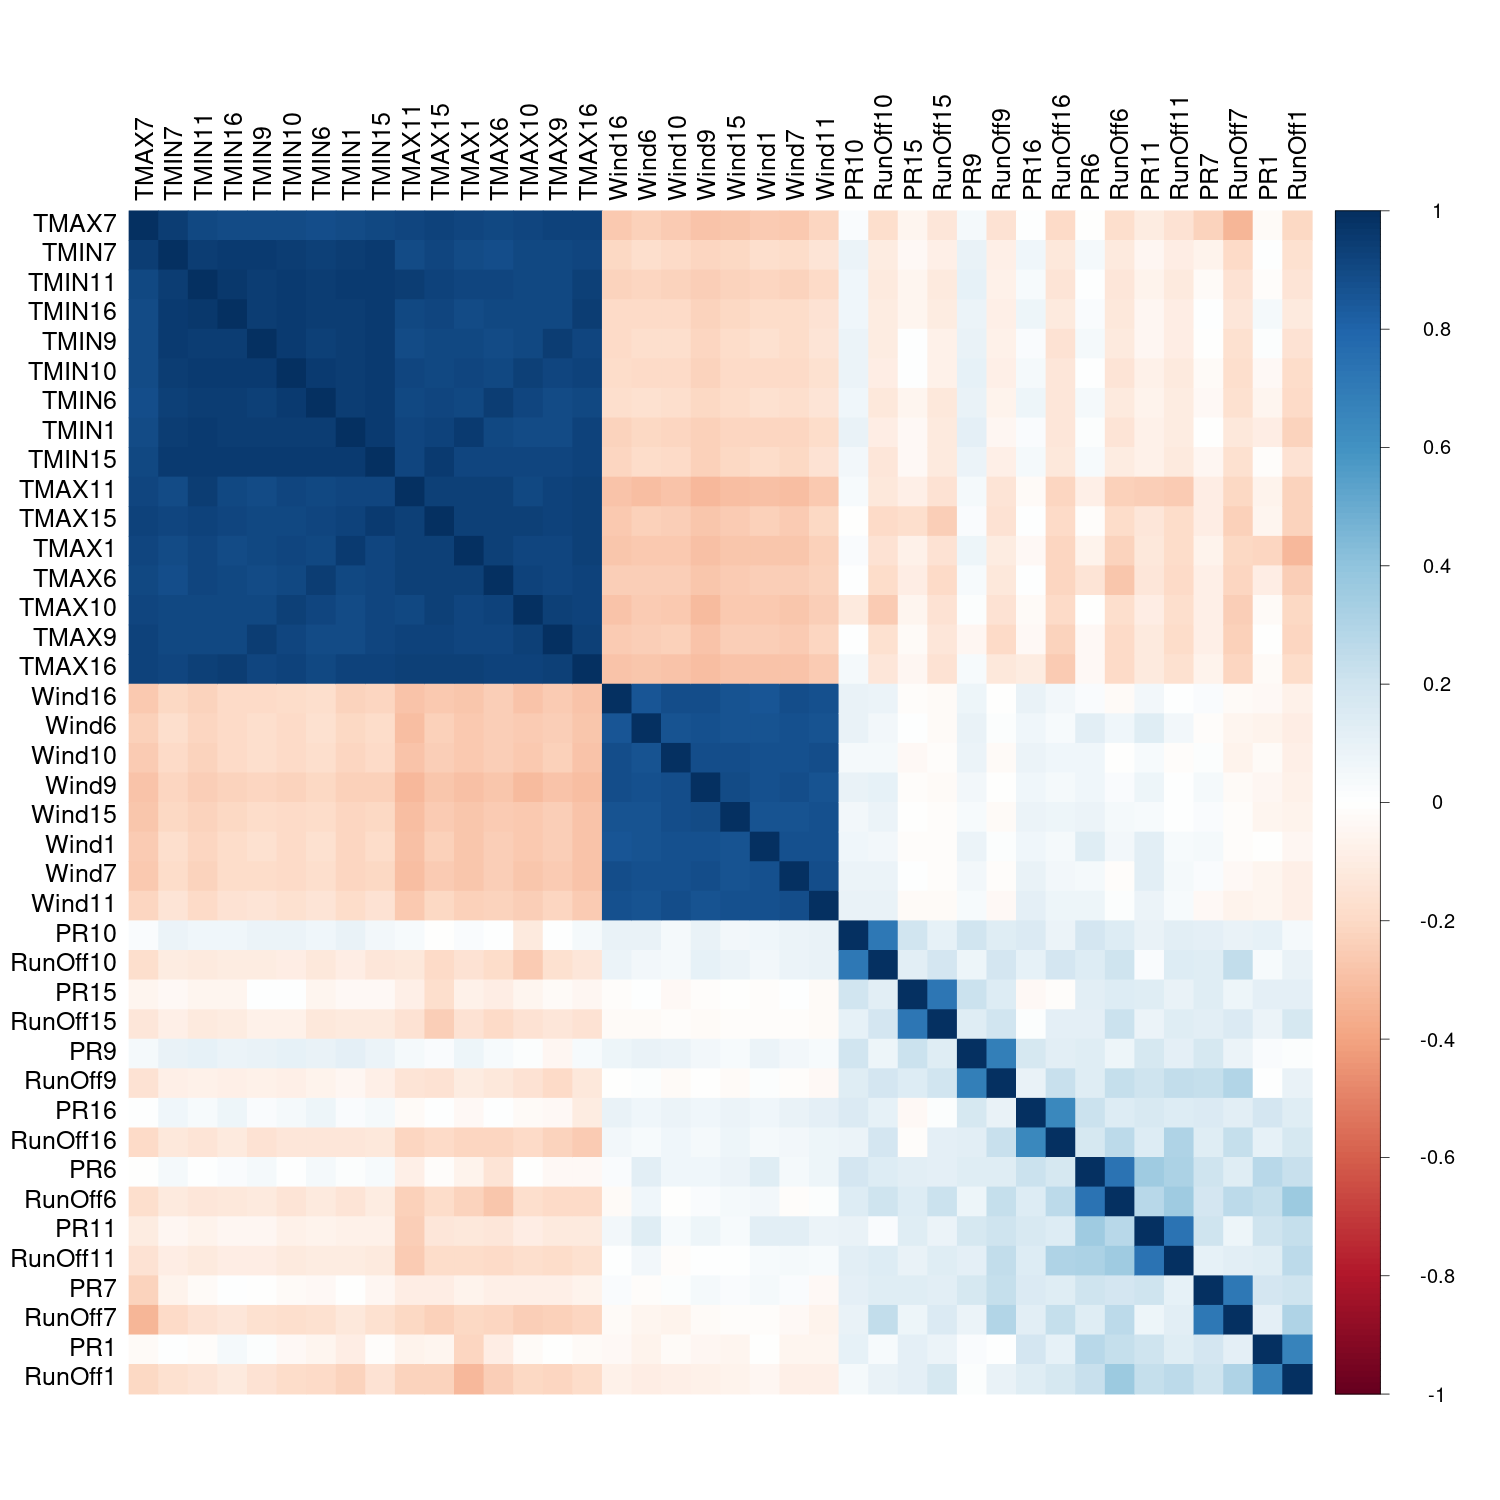 TMAX7
TMIN7
TMIN11
TMIN16
TMIN9
TMIN10
TMIN6
TMIN1
TMIN15
TMAX11
TMAX15
TMAX1
TMAX6
TMAX10
TMAX9
TMAX16
Wind16
Wind6
Wind10
Wind9
Wind15
Wind1
Wind7
Wind11
PR10
RunOff10
PR15
RunOff15
PR9
RunOff9
PR16
RunOff16
PR6
RunOff6
PR11
RunOff11
PR7
RunOff7
PR1
RunOff1
TMAX7
TMIN7
TMIN11
TMIN16
TMIN9
TMIN10
TMIN6
TMIN1
TMIN15
TMAX11
TMAX15
TMAX1
TMAX6
TMAX10
TMAX9
TMAX16
Wind16
Wind6
Wind10
Wind9
Wind15
Wind1
Wind7
Wind11
PR10
RunOff10
PR15
RunOff15
PR9
RunOff9
PR16
RunOff16
PR6
RunOff6
PR11
RunOff11
PR7
RunOff7
PR1
RunOff1
1
0.8
0.6
0.4
0.2
0
-0.2
-0.4
-0.6
-0.8
-1